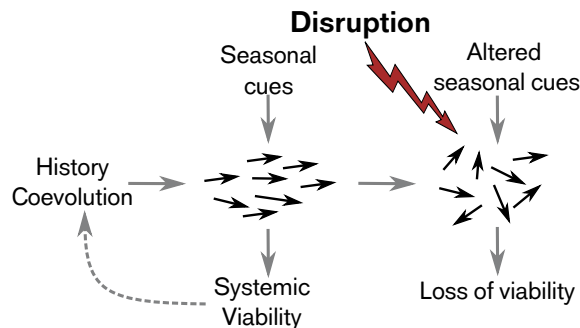 Disruption
Seasonal
cues
Altered
seasonal cues
History
Coevolution
Systemic
Viability
Loss of viability